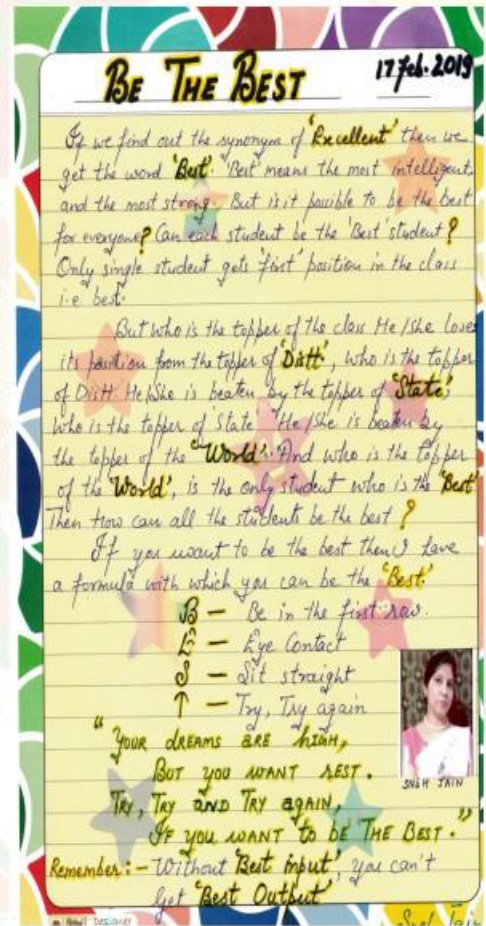 BE THE BEST
17 Feb. 2019
If we find out the synonym of 'Excellent' then we
get the word 'Best'. 'Best' means the most intelligent,
and the most strong. But is it possible to be the best
for everyone? Can each student be the 'Best' student?
Only single student gets 'first' position in the class
i.e best.
But who is the topper of the class He/She loses
its position from the topper of 'Distt', who is the topper
of Distt. He/She is beaten by the topper of 'State',
who is the topper of 'State' He/She is beaten by
the topper of the 'World'. And who is the topper
of the 'World', is the only student who is the 'Best'
Then How can all the students be the best?
If you want to be the best then I have
a formula with which you can be the 'Best'
B – Be in the first row.
E – Eye Contact
S – Sit straight
T – Try, Try again
"YOUR dREAMS ARE hIGH,
BUT YOU WANT REST.
TRY, TRY AND TRY AGAIN,
IF YOU WANT to bE THE BEST."
SNEH JAIN
Remember:– Without 'Best input', you can't
Get 'Best Output'
Sneh Jain